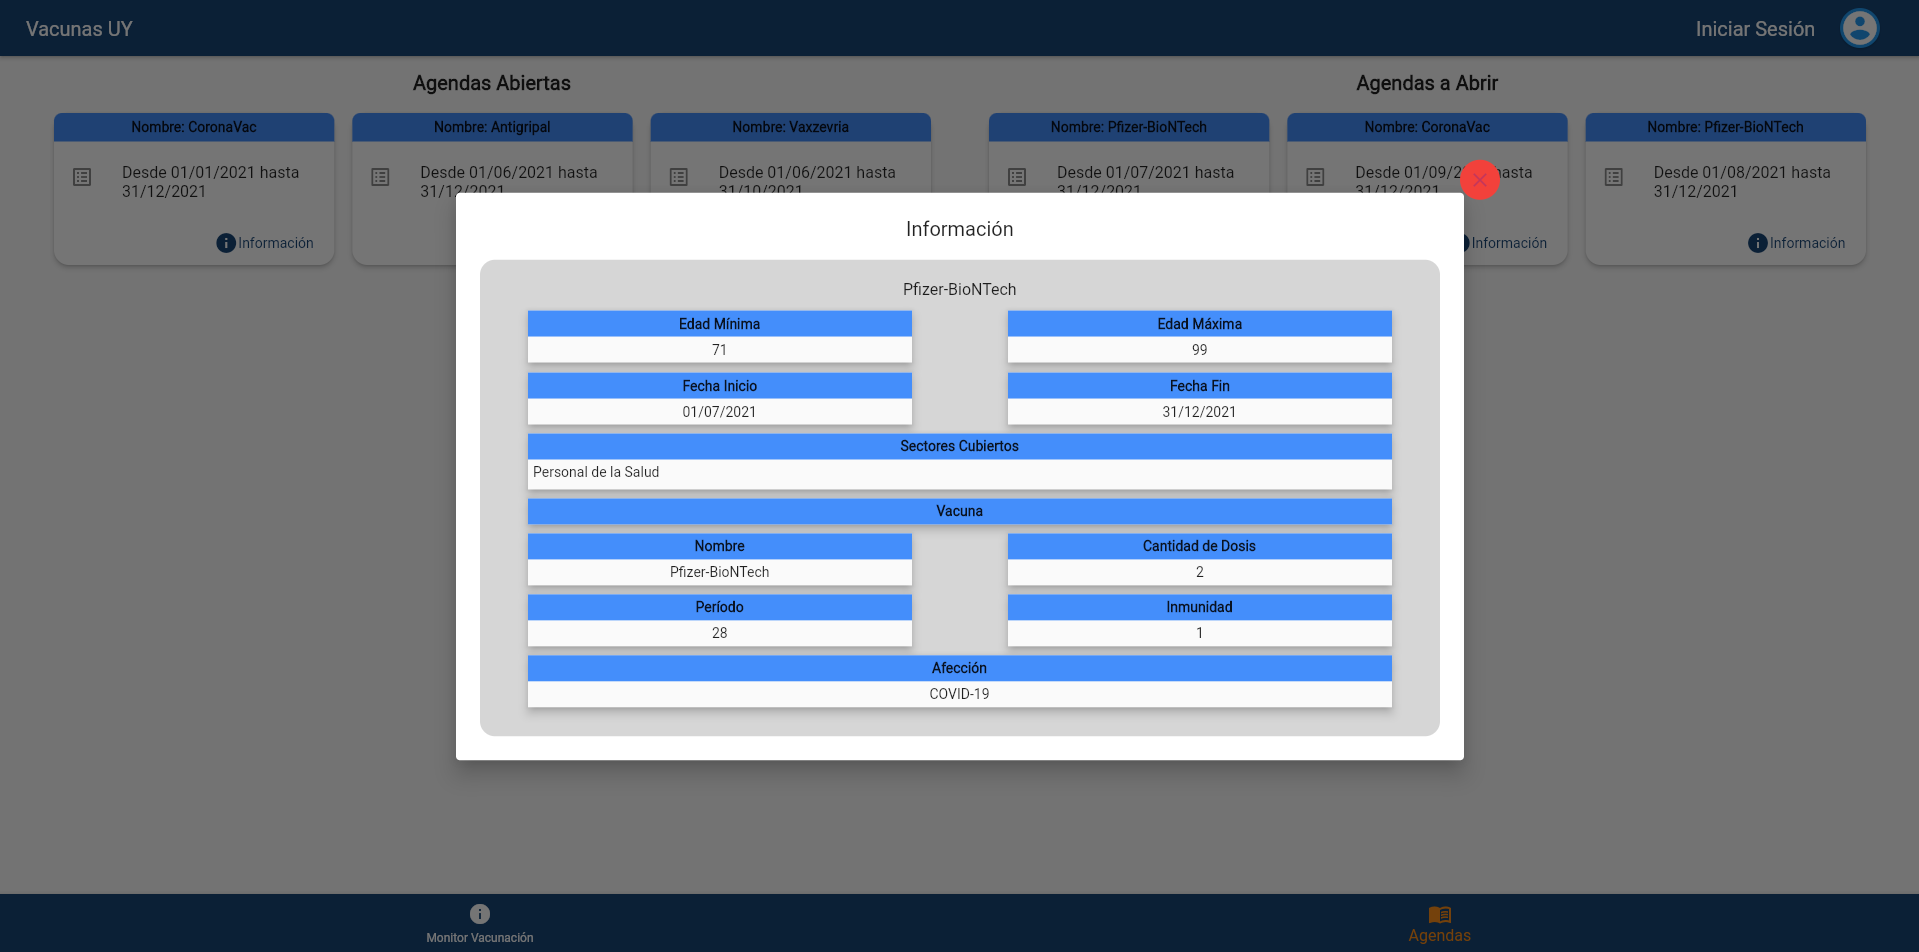 Vacunas UY
Iniciar Sesión
Agendas Abiertas
Agendas a Abrir
Nombre: CoronaVac
Desde 01/01/2021 hasta
31/12/2021
Información
Nombre: Antigripal
Desde 01/06/2021 hasta
31/12/2021
Nombre: Vaxzevria
Desde 01/06/2021 hasta
31/10/2021
Nombre: Pfizer-BioNTech
Desde 01/07/2021 hasta
31/12/2021
Nombre: CoronaVac
Desde 01/09/2 hasta
31/12/2021
Información
Nombre: Pfizer-BioNTech
Desde 01/08/2021 hasta
31/12/2021
Información
Información
Pfizer-BioNTech
Edad Mínima
71
Edad Máxima
99
Fecha Inicio
01/07/2021
Fecha Fin
31/12/2021
Sectores Cubiertos
Personal de la Salud
Vacuna
Nombre
Pfizer-BioNTech
Cantidad de Dosis
2
Período
28
Inmunidad
1
Afección
COVID-19
Monitor Vacunación
Agendas